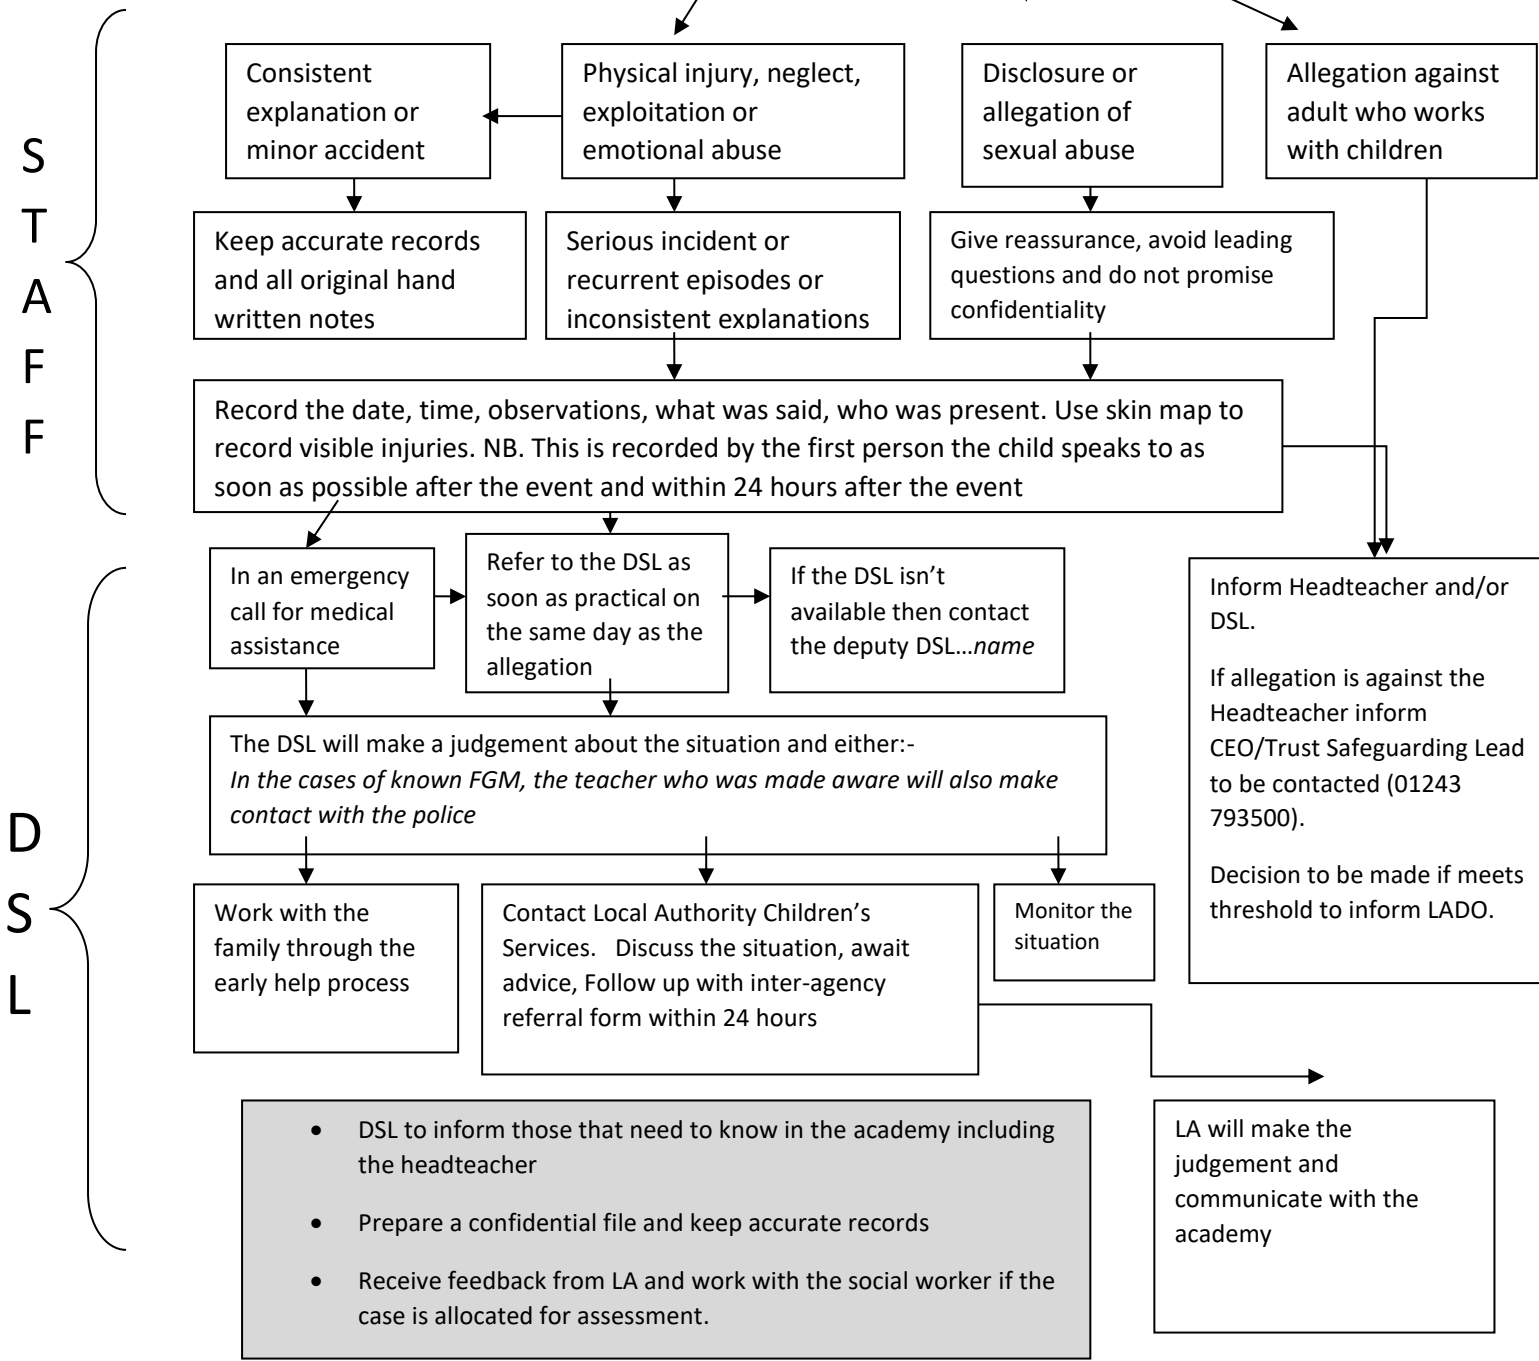 S
T
A
F
F
Consistent
explanation or
minor accident
Physical injury, neglect,
exploitation or
emotional abuse
Disclosure or
allegation of
sexual abuse
Allegation against
adult who works
with children
Keep accurate records
and all original hand
written notes
Serious incident or
recurrent episodes or
inconsistent explanations
Give reassurance, avoid leading
questions and do not promise
confidentiality
Record the date, time, observations, what was said, who was present. Use skin map to
record visible injuries. NB. This is recorded by the first person the child speaks to as
soon as possible after the event and within 24 hours after the event
D
S
L
In an emergency
call for medical
assistance
Refer to the DSL as
soon as practical on
the same day as the
allegation
If the DSL isn’t
available then contact
the deputy DSL…name
Inform Headteacher and/or
DSL.
If allegation is against the
Headteacher inform
CEO/Trust Safeguarding Lead
to be contacted (01243
793500).
Decision to be made if meets
threshold to inform LADO.
The DSL will make a judgement about the situation and either:-
In the cases of known FGM, the teacher who was made aware will also make
contact with the police
Work with the
family through the
early help process
Contact Local Authority Children’s
Services.   Discuss the situation, await
advice, Follow up with inter-agency
referral form within 24 hours
Monitor the
situation
• DSL to inform those that need to know in the academy including
the headteacher
• Prepare a confidential file and keep accurate records
• Receive feedback from LA and work with the social worker if the
case is allocated for assessment.
LA will make the
judgement and
communicate with the
academy